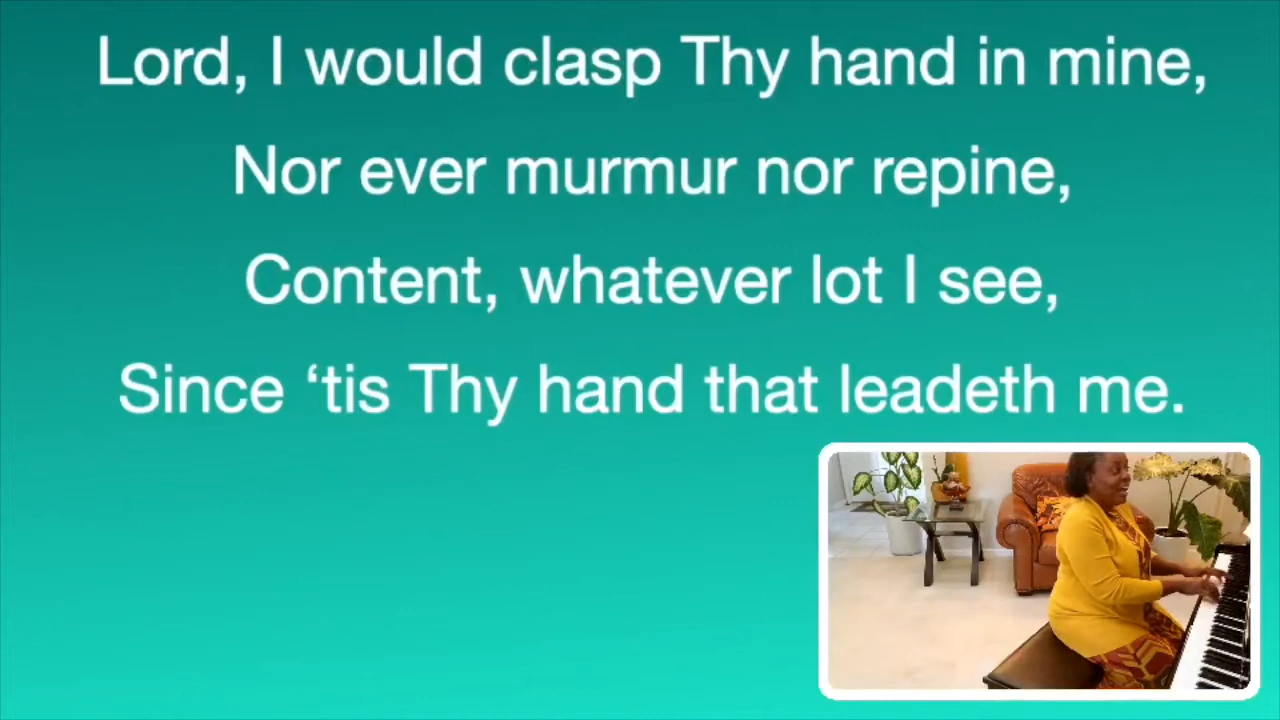 Lord, I would clasp Thy hand in mine,
Nor ever murmur nor repine,
Content, whatever lot I see,
Since ‘tis Thy hand that leadeth me.